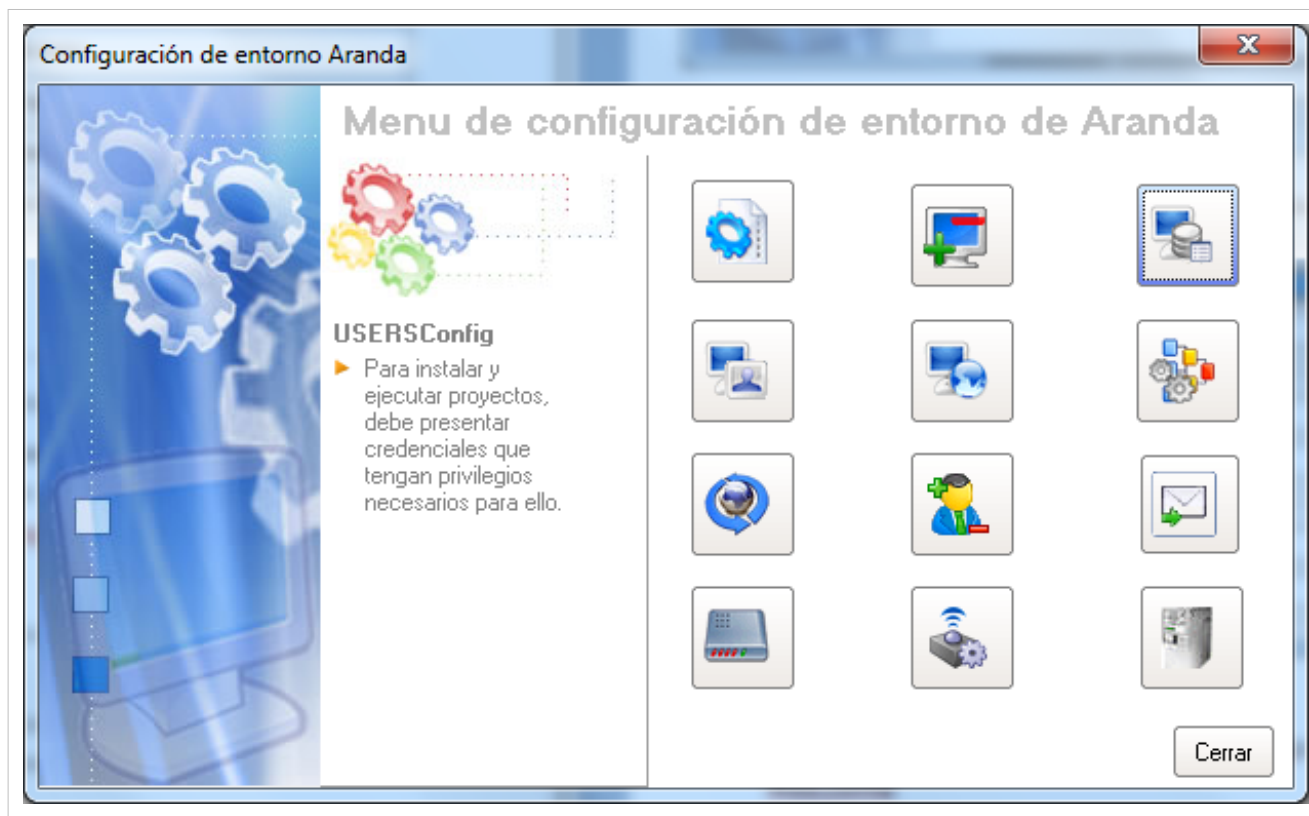 Configuración de entorno Aranda
Menu de configuración de entorno de Aranda
USERSConfig
Para instalar y
ejecutar proyectos,
debe presentar
credenciales que
tengan privilegios
necesarios para ello.
Cerrar